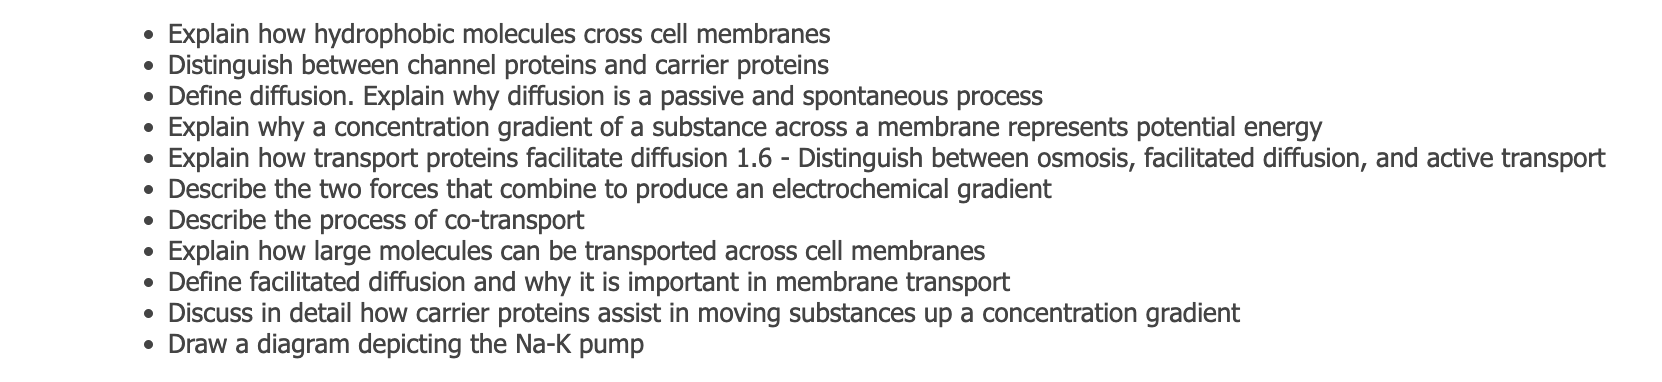 • Explain how hydrophobic molecules cross cell membranes
• Distinguish between channel proteins and carrier proteins
• Define diffusion. Explain why diffusion is a passive and spontaneous process
• Explain why a concentration gradient of a substance across a membrane represents potential energy
• Explain how transport proteins facilitate diffusion 1.6 - Distinguish between osmosis, facilitated diffusion, and active transport
• Describe the two forces that combine to produce an electrochemical gradient
• Describe the process of co-transport
• Explain how large molecules can be transported across cell membranes
• Define facilitated diffusion and why it is important in membrane transport
• Discuss in detail how carrier proteins assist in moving substances up a concentration gradient
• Draw a diagram depicting the Na-K pump